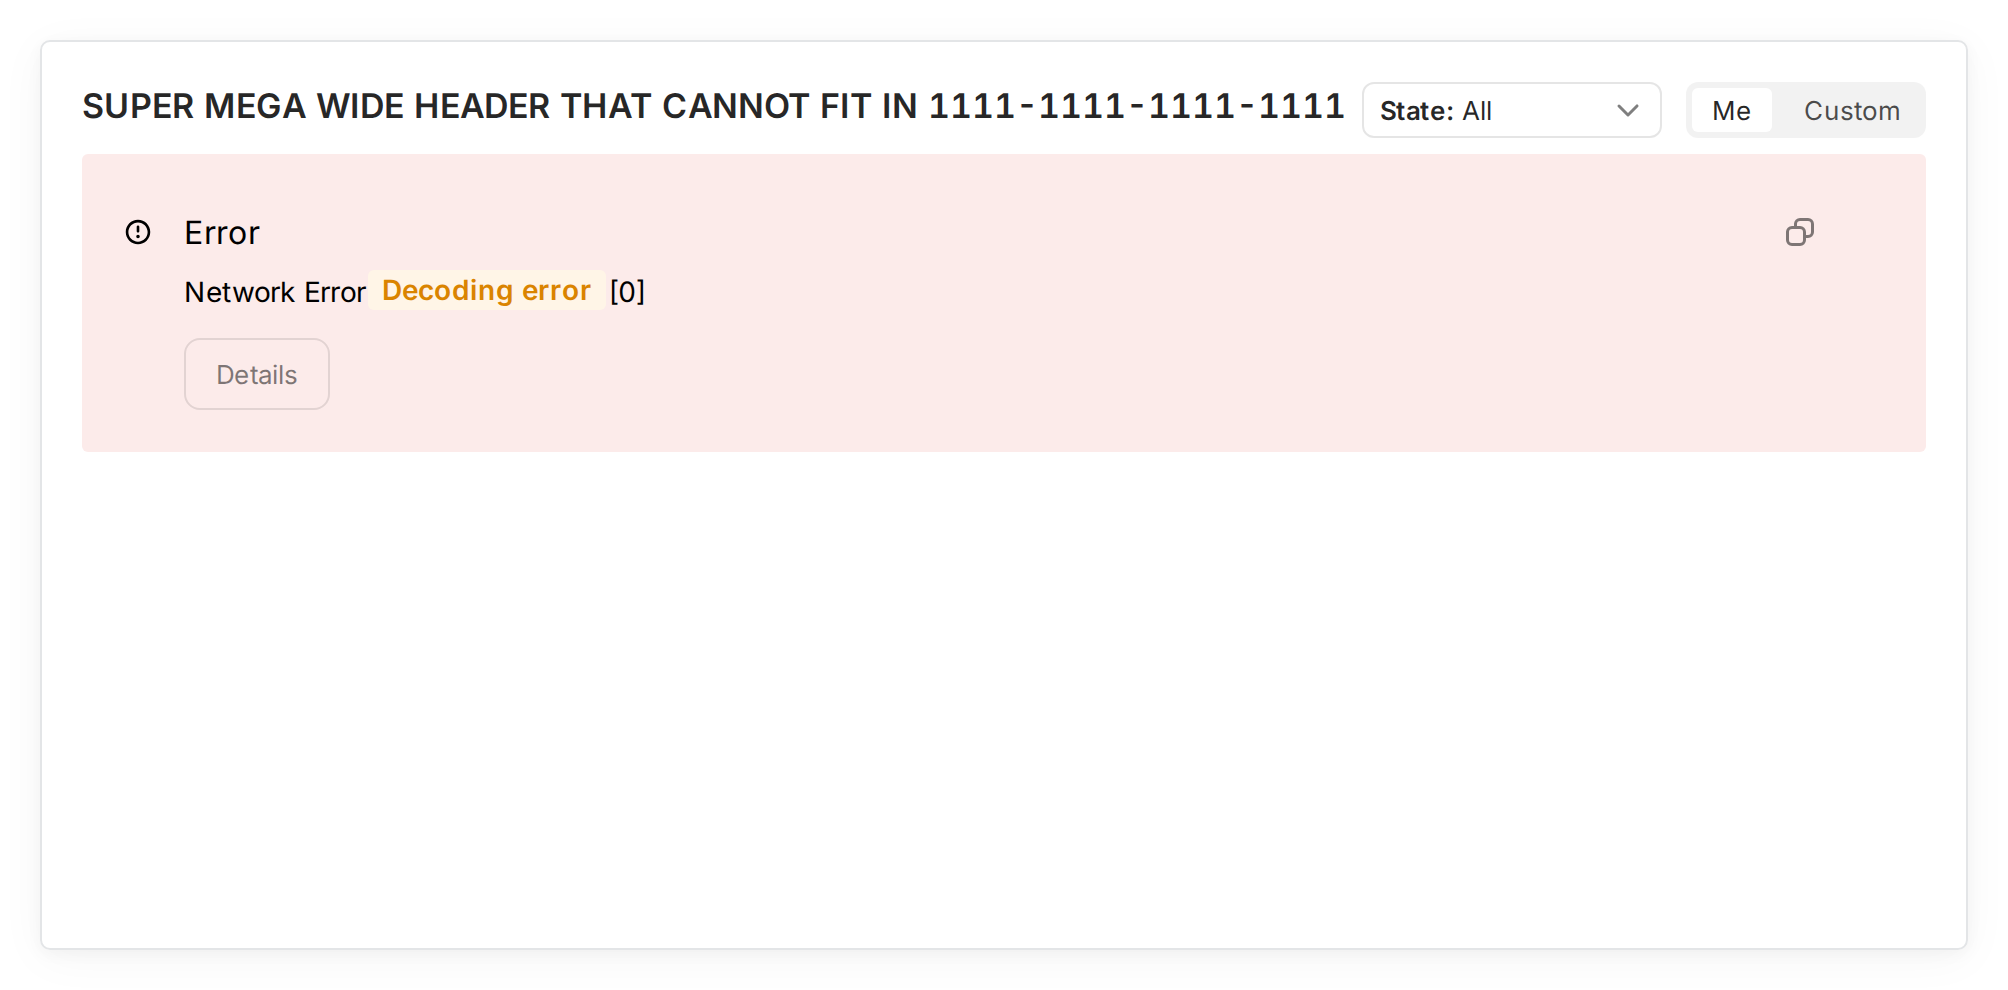 SUPER MEGA WIDE HEADER THAT CANNOT FIT IN 1111-1111-1111-1111 State: All Me Custom
Error
Network Error Decoding error [0]
Details